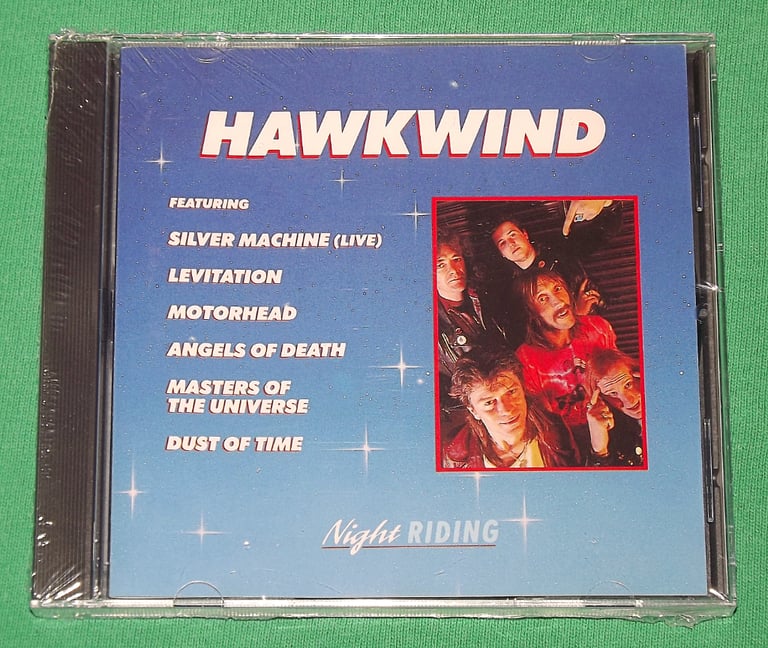 HAWKWIND
FEATURING
SILVER MACHINE (LIVE)
LEVITATION
MOTORHEAD
ANGELS OF DEATH
MASTERS OF
THE UNIVERSE
DUST OF TIME
Night RIDING